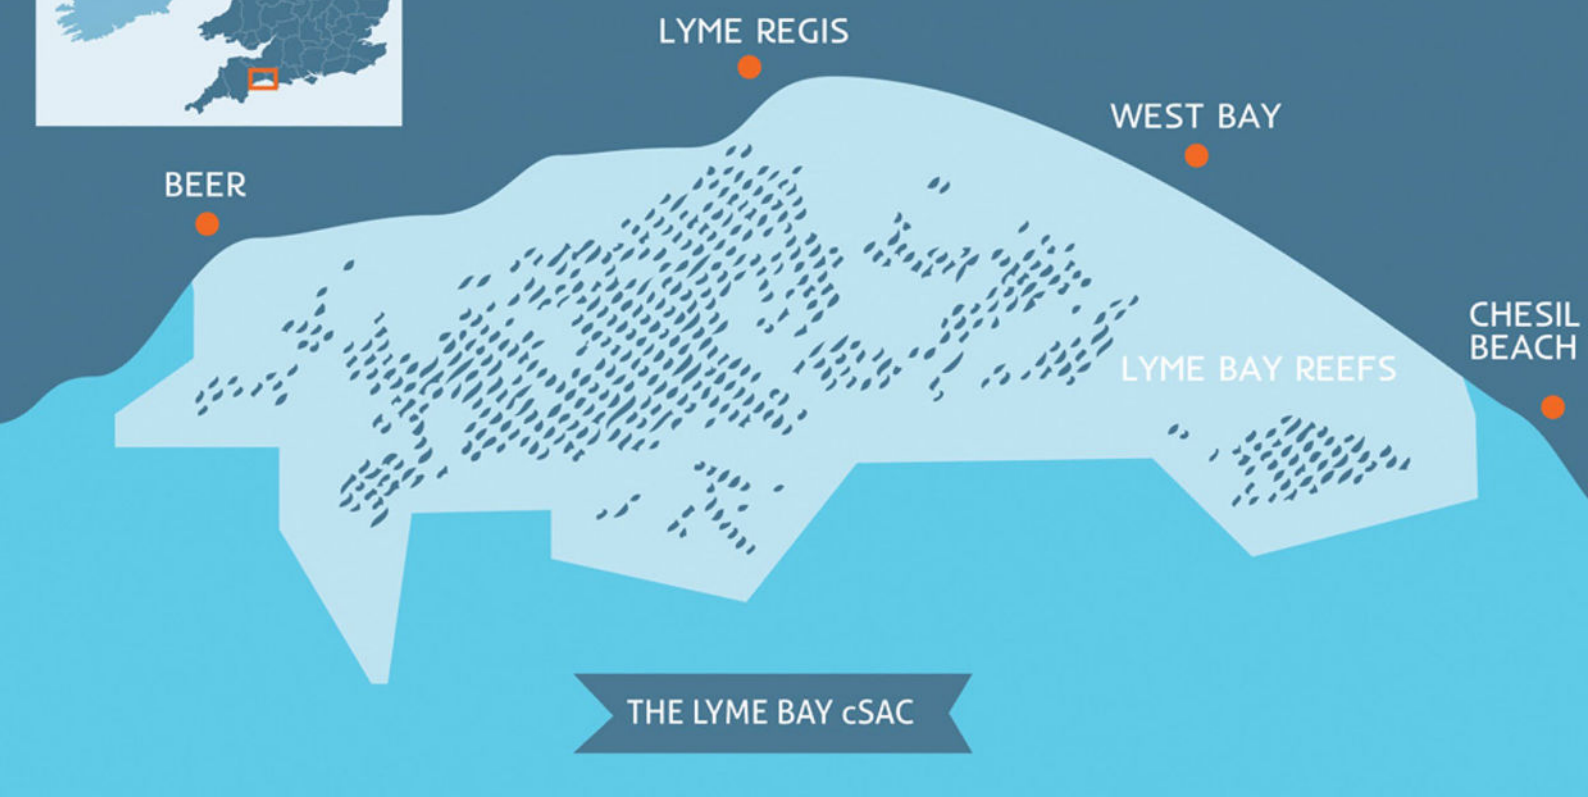 LYME REGIS
WEST BAY
BEER
CHESIL
BEACH
LYME BAY REEFS
THE LYME BAY cSAC